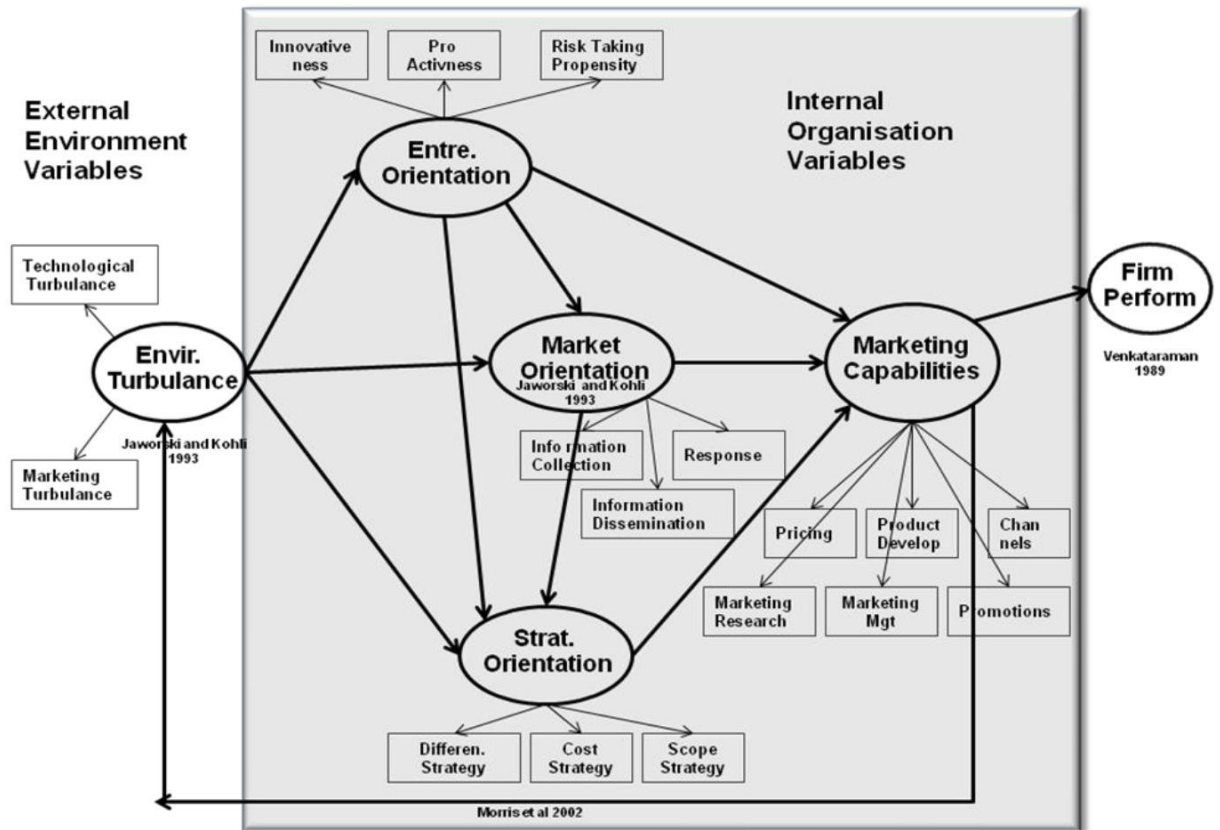 Innovative
ness
Pro
Activness
Risk Taking
Propensity
External
Environment
Variables
Internal
Organisation
Variables
Entre.
Orientation
Technological
Turbulance
Firm
Perform
Envir.
Turbulance
Market
Orientation
Jaworski and Kohli
1993
Marketing
Capabilities
Venkataraman
1989
Jaworski and Kohli
1993
Information
Collection
Response
Marketing
Turbulance
Information
Dissemination
Pricing
Product
Develop
Chan
nels
Marketing
Research
Marketing
Mgt
Promotions
Strat.
Orientation
Differen.
Strategy
Cost
Strategy
Scope
Strategy
Morris et al 2002